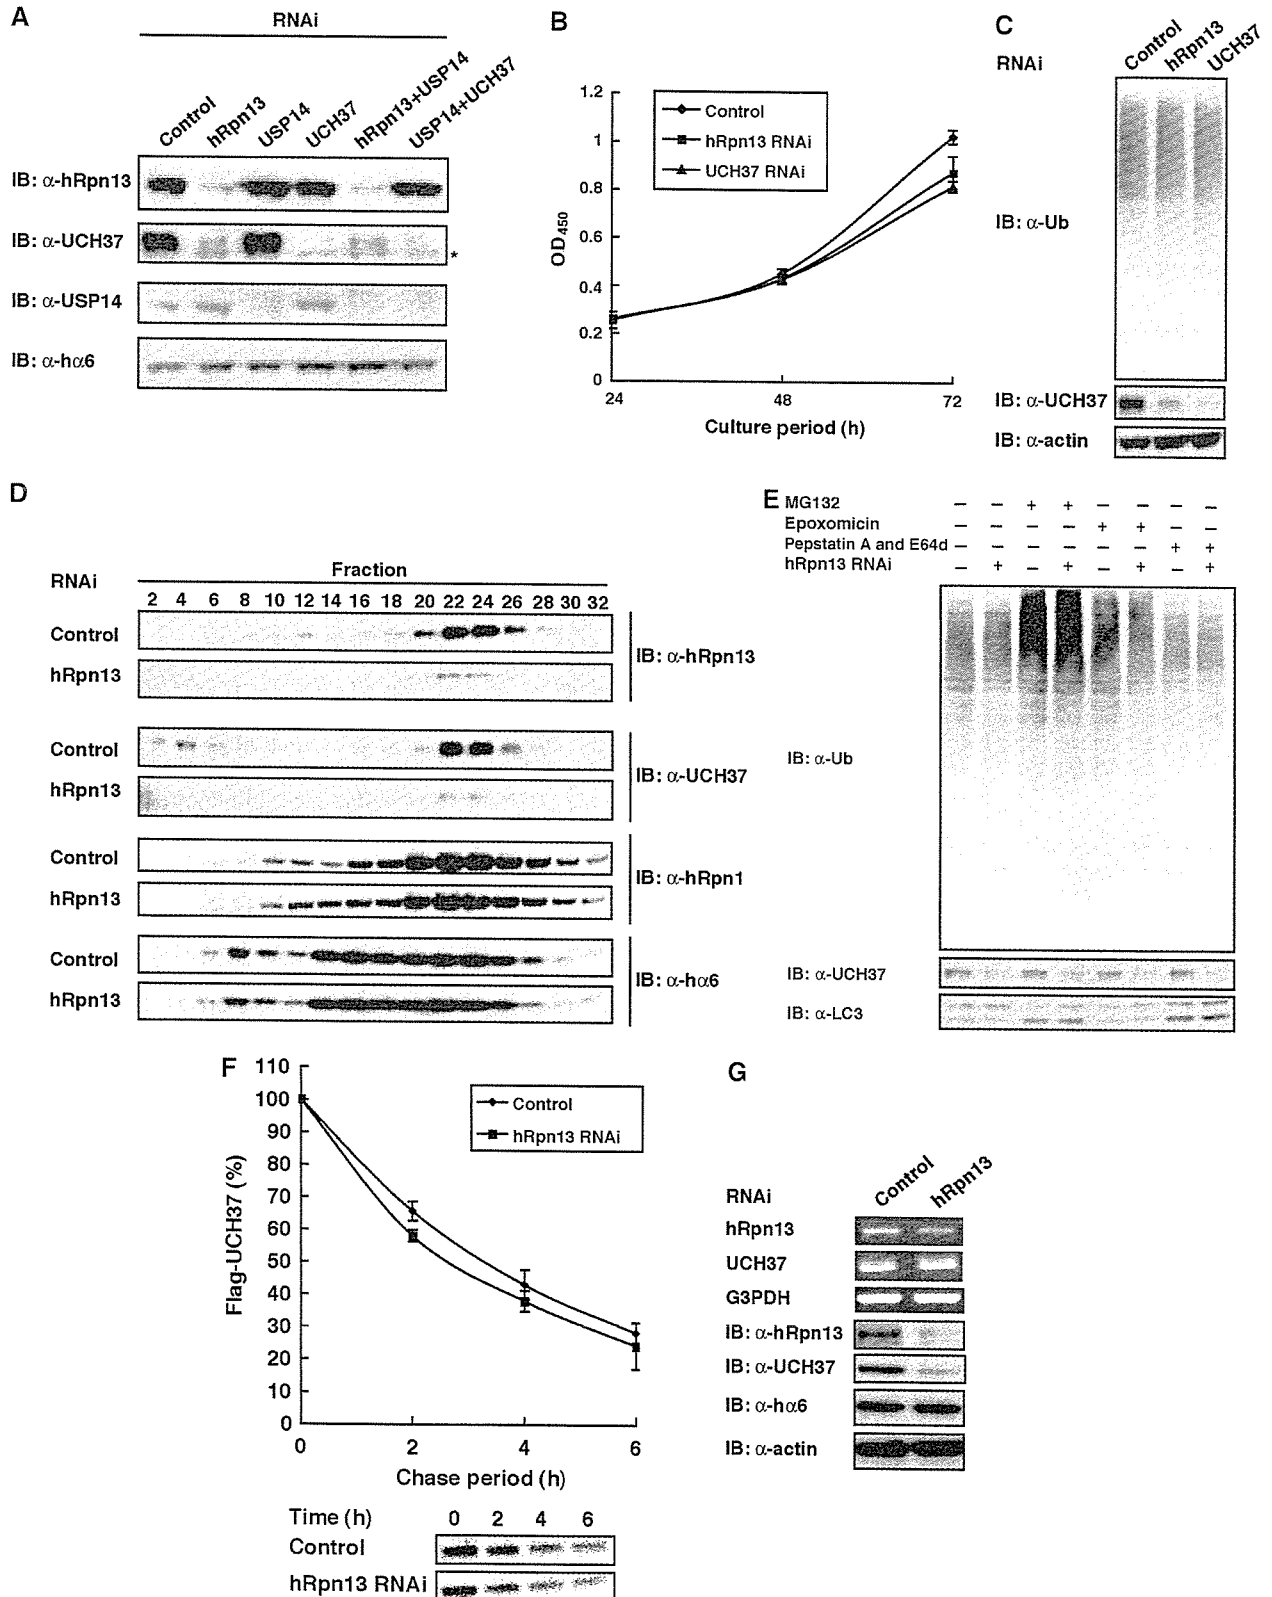 A
RNAi
Control
hRpn13
USP14
UCH37
hRpn13+USP14
USP14+UCH37
IB: α-hRpn13
IB: α-UCH37
*
IB: α-USP14
IB: α-hα6
B
1.2
1
0.8
0.6
0.4
0.2
0
OD450
Control
hRpn13 RNAi
UCH37 RNAi
24 48 72
Culture period (h)
C
RNAi
Control
hRpn13
UCH37
IB: α-Ub
IB: α-UCH37
IB: α-actin
D
RNAi
Fraction
2 4 6 8 10 12 14 16 18 20 22 24 26 28 30 32
Control
hRpn13
IB: α-hRpn13
Control
hRpn13
IB: α-UCH37
Control
hRpn13
IB: α-hRpn1
Control
hRpn13
IB: α-hα6
E
MG132 − − + + − − − −
Epoxomicin − − − − + + − −
Pepstatin A and E64d − − − − − − + +
hRpn13 RNAi − + − + − + − +
IB: α-Ub
IB: α-UCH37
IB: α-LC3
F
110
100
90
80
70
60
50
40
30
20
10
0
Flag-UCH37 (%)
Control
hRpn13 RNAi
0 2 4 6
Chase period (h)
Time (h) 0 2 4 6
Control
hRpn13 RNAi
G
RNAi
Control
hRpn13
hRpn13
UCH37
G3PDH
IB: α-hRpn13
IB: α-UCH37
IB: α-hα6
IB: α-actin